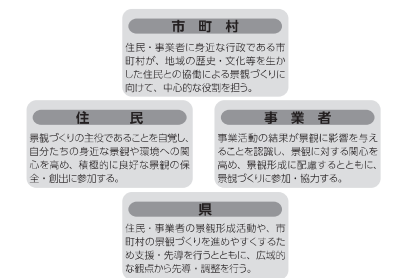 市町村
住民・事業者に身近な行政である市
町村が、地域の歴史・文化等を生か
した住民との協働による景観づくりに
向けて、中心的な役割を担う。
住民
景観づくりの主役であることを自覚し、
自分たちの身近な景観や環境への関
心を高め、積極的に良好な景観の保
全・創出に参加する。
事業者
事業活動の結果が景観に影響を与え
ることを認識し、景観に対する関心を
高め、景観形成に配慮するとともに、
景観づくりに参加・協力する。
県
住民・事業者の景観形成活動や、市
町村の景観づくりを進めやすくするた
め支援・先導を行うとともに、広域的
な観点から先導・調整を行う。